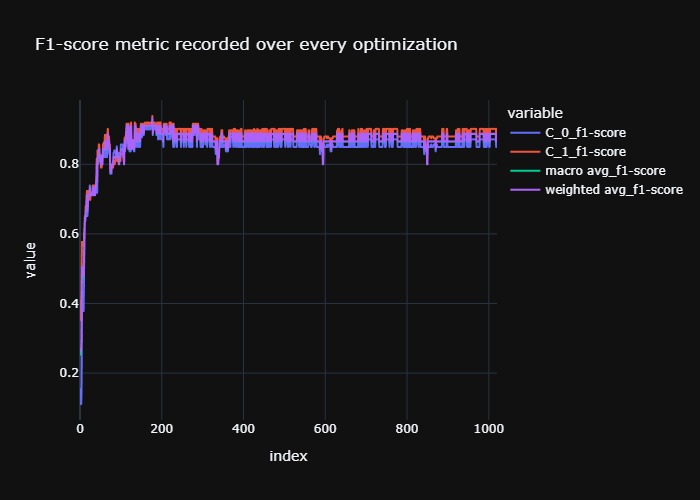 F1-score metric recorded over every optimization
variable
C_0_f1-score
C_1_f1-score
macro avg_f1-score
weighted avg_f1-score
value
0.8
0.6
0.4
0.2
0 200 400 600 800 1000
index